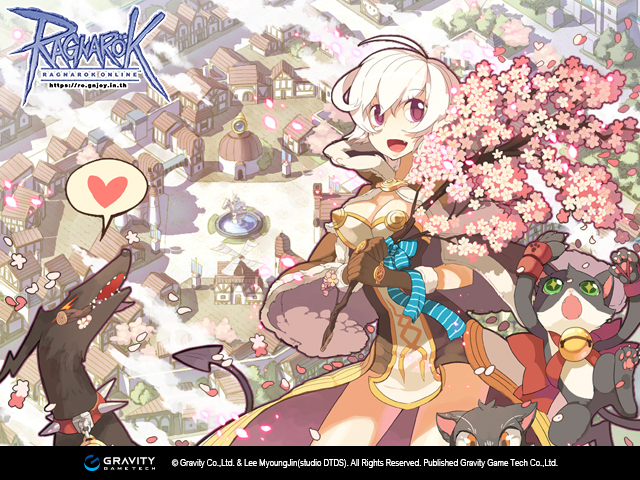 RAGNARÖK
RAGNAROK ONLINE
https://ro.gnjoy.in.th
GRAVITY
GAMETECH
© Gravity Co.,Ltd. & Lee MyoungJin(studio DTDS). All Rights Reserved. Published Gravity Game Tech Co.,Ltd.